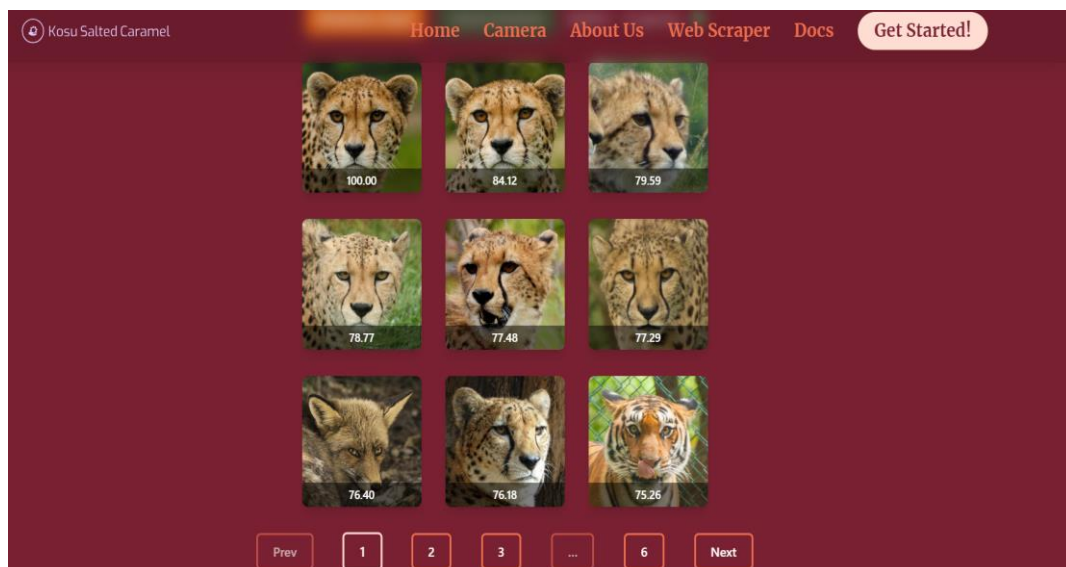 Kosu Salted Caramel
Home Camera About Us Web Scraper Docs Get Started!
100.00 84.12 79.59
78.77 77.48 77.29
76.40 76.18 75.26
Prev 1 2 3 ... 6 Next